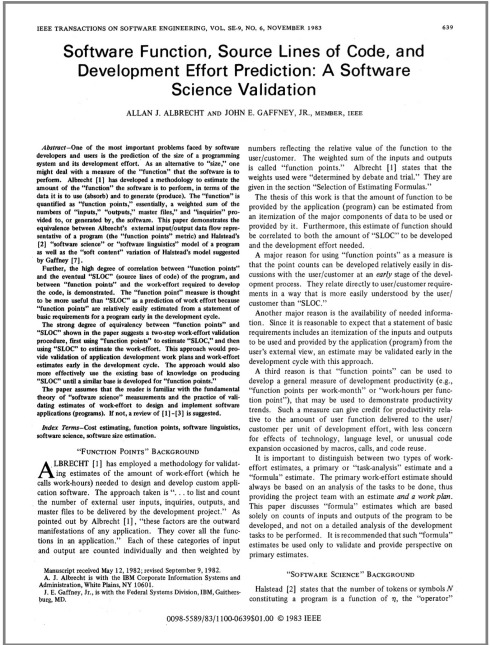 IEEE TRANSACTIONS ON SOFTWARE ENGINEERING, VOL. SE-9, NO. 6, NOVEMBER 1983 639
Software Function, Source Lines of Code, and
Development Effort Prediction: A Software
Science Validation
ALLAN J. ALBRECHT AND JOHN E. GAFFNEY, JR., MEMBER, IEEE
Abstract—One of the most important problems faced by software
developers and users is the prediction of the size of a programming
system and its development effort. As an alternative to "size," one
might deal with a measure of the "function" that the software is to
perform. Albrecht [1] has developed a methodology to estimate the
amount of the "function" the software is to perform, in terms of the
data it is to use (absorb) and to generate (produce). The "function" is
quantified as "function points," essentially, a weighted sum of the
numbers of "inputs," "outputs," master files," and "inquiries" pro-
vided to, or generated by, the software. This paper demonstrates the
equivalence between Albrecht's external input/output data flow repre-
sentative of a program (the "function points" metric) and Halstead's
[2] "software science" or "software linguistics" model of a program
as well as the "soft content" variation of Halstead's model suggested
by Gaffney [7].
Further, the high degree of correlation between "function points"
and the eventual "SLOC" (source lines of code) of the program, and
between "function points" and the work-effort required to develop
the code, is demonstrated. The "function point" measure is thought
to be more useful than "SLOC" as a prediction of work effort because
"function points" are relatively easily estimated from a statement of
basic requirements for a program early in the development cycle.
The strong degree of equivalency between "function points" and
"SLOC" shown in the paper suggests a two-step work-effort validation
procedure, first using "function points" to estimate "SLOC," and then
using "SLOC" to estimate the work-effort. This approach would pro-
vide validation of application development work plans and work-effort
estimates early in the development cycle. The approach would also
more effectively use the existing base of knowledge on producing
"SLOC" until a similar base is developed for "function points."
The paper assumes that the reader is familiar with the fundamental
theory of "software science" measurements and the practice of vali-
dating estimates of work-effort to design and implement software
applications (programs). If not, a review of [1]-[3] is suggested.
Index Terms—Cost estimating, function points, software linguistics,
software science, software size estimation.
"FUNCTION POINTS" BACKGROUND
ALBRECHT [1] has employed a methodology for validat-
ing estimates of the amount of work-effort (which he
calls work-hours) needed to design and develop custom appli-
cation software. The approach taken is ". . . to list and count
the number of external user inputs, inquiries, outputs, and
master files to be delivered by the development project." As
pointed out by Albrecht [1], "these factors are the outward
manifestations of any application. They cover all the func-
tions in an application." Each of these categories of input
and output are counted individually and then weighted by
Manuscript received May 12, 1982; revised September 9, 1982.
A. J. Albrecht is with the IBM Corporate Information Systems and
Administration, White Plains, NY 10601.
J. E. Gaffney, Jr., is with the Federal Systems Division, IBM, Gaithers-
burg, MD.
numbers reflecting the relative value of the function to the
user/customer. The weighted sum of the inputs and outputs
is called "function points." Albrecht [1] states that the
weights used were "determined by debate and trial." They are
given in the section "Selection of Estimating Formulas."
The thesis of this work is that the amount of function to be
provided by the application (program) can be estimated from
an itemization of the major components of data to be used or
provided by it. Furthermore, this estimate of function should
be correlated to both the amount of "SLOC" to be developed
and the development effort needed.
A major reason for using "function points" as a measure is
that the point counts can be developed relatively easily in dis-
cussions with the user/customer at an early stage of the devel-
opment process. They relate directly to user/customer require-
ments in a way that is more easily understood by the user/
customer than "SLOC."
Another major reason is the availability of needed informa-
tion. Since it is reasonable to expect that a statement of basic
requirements includes an itemization of the inputs and outputs
to be used and provided by the application (program) from the
user's external view, an estimate may be validated early in the
development cycle with this approach.
A third reason is that "function points" can be used to
develop a general measure of development productivity (e.g.,
"function points per work-month" or "work-hours per func-
tion point"), that may be used to demonstrate productivity
trends. Such a measure can give credit for productivity rela-
tive to the amount of user function delivered to the user/
customer per unit of development effort, with less concern
for effects of technology, language level, or unusual code
expansion occasioned by macros, calls, and code reuse.
It is important to distinguish between two types of work-
effort estimates, a primary or "task-analysis" estimate and a
"formula" estimate. The primary work-effort estimate should
always be based on an analysis of the tasks to be done, thus
providing the project team with an estimate and a work plan.
This paper discusses "formula" estimates which are based
solely on counts of inputs and outputs of the program to be
developed, and not on a detailed analysis of the development
tasks to be performed. It is recommended that such "formula"
estimates be used only to validate and provide perspective on
primary estimates.
"SOFTWARE SCIENCE" BACKGROUND
Halstead [2] states that the number of tokens or symbols N
constituting a program is a function of η, the "operator"
0098-5589/83/1100-0639$01.00 © 1983 IEEE